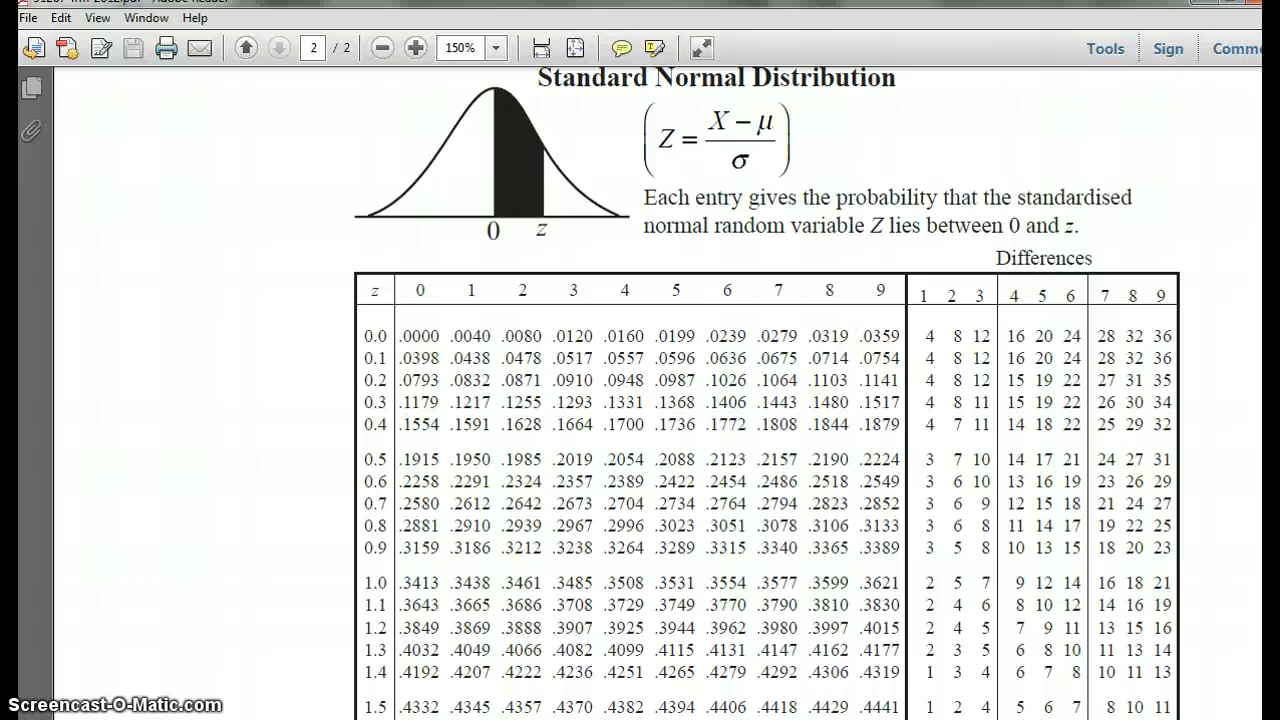 File Edit View Window Help
2 / 2 150% Tools Sign
Standard Normal Distribution
( Z = X − μ / σ )
Each entry gives the probability that the standardised
normal random variable Z lies between 0 and z.
0 z
Differences
z 0 1 2 3 4 5 6 7 8 9 1 2 3 4 5 6 7 8 9
0.0 .0000 .0040 .0080 .0120 .0160 .0199 .0239 .0279 .0319 .0359 4 8 12 16 20 24 28 32 36
0.1 .0398 .0438 .0478 .0517 .0557 .0596 .0636 .0675 .0714 .0754 4 8 12 16 20 24 28 32 36
0.2 .0793 .0832 .0871 .0910 .0948 .0987 .1026 .1064 .1103 .1141 4 8 12 15 19 22 27 31 35
0.3 .1179 .1217 .1255 .1293 .1331 .1368 .1406 .1443 .1480 .1517 4 8 11 15 19 22 26 30 34
0.4 .1554 .1591 .1628 .1664 .1700 .1736 .1772 .1808 .1844 .1879 4 7 11 14 18 22 25 29 32
0.5 .1915 .1950 .1985 .2019 .2054 .2088 .2123 .2157 .2190 .2224 3 7 10 14 17 21 24 27 31
0.6 .2258 .2291 .2324 .2357 .2389 .2422 .2454 .2486 .2518 .2549 3 6 10 13 16 19 23 26 29
0.7 .2580 .2612 .2642 .2673 .2704 .2734 .2764 .2794 .2823 .2852 3 6 9 12 15 18 21 24 27
0.8 .2881 .2910 .2939 .2967 .2996 .3023 .3051 .3078 .3106 .3133 3 6 8 11 14 17 19 22 25
0.9 .3159 .3186 .3212 .3238 .3264 .3289 .3315 .3340 .3365 .3389 3 5 8 10 13 15 18 20 23
1.0 .3413 .3438 .3461 .3485 .3508 .3531 .3554 .3577 .3599 .3621 2 5 7 9 12 14 16 18 21
1.1 .3643 .3665 .3686 .3708 .3729 .3749 .3770 .3790 .3810 .3830 2 4 6 8 10 12 14 16 19
1.2 .3849 .3869 .3888 .3907 .3925 .3944 .3962 .3980 .3997 .4015 2 4 5 7 9 11 13 15 16
1.3 .4032 .4049 .4066 .4082 .4099 .4115 .4131 .4147 .4162 .4177 2 3 5 6 8 10 11 13 14
1.4 .4192 .4207 .4222 .4236 .4251 .4265 .4279 .4292 .4306 .4319 1 3 4 6 7 8 10 11 13
1.5 .4332 .4345 .4357 .4370 .4382 .4394 .4406 .4418 .4429 .4441 1 2 4 5 6 7 8 10 11
Screencast-O-Matic.com